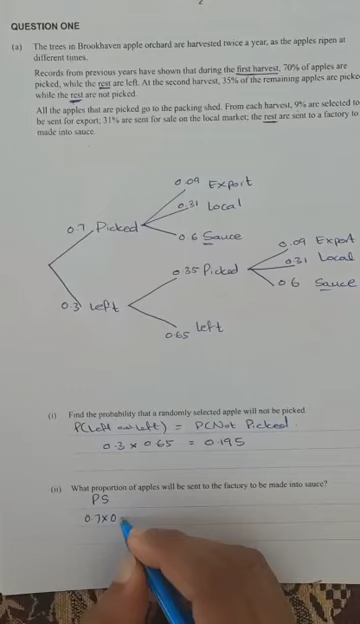 QUESTION ONE
(a) The trees in Brookhaven apple orchard are harvested twice a year, as the apples ripen at
different times.
Records from previous years have shown that during the first harvest, 70% of apples are
picked, while the rest are left. At the second harvest, 35% of the remaining apples are picke
while the rest are not picked.
All the apples that are picked go to the packing shed. From each harvest, 9% are selected to
be sent for export; 31% are sent for sale on the local market; the rest are sent to a factory to
made into sauce.
0.09 Export
0.31 Local
0.7 Picked
0.6 Sauce
0.09 Export
0.31 Local
0.35 Picked
0.6 Sauce
0.3 Left
0.65 left
(i) Find the probability that a randomly selected apple will not be picked.
P(Left and left) = P(Not Picked)
0.3 x 0.65 = 0.195
(ii) What proportion of apples will be sent to the factory to be made into sauce?
PS
0.7 x 0